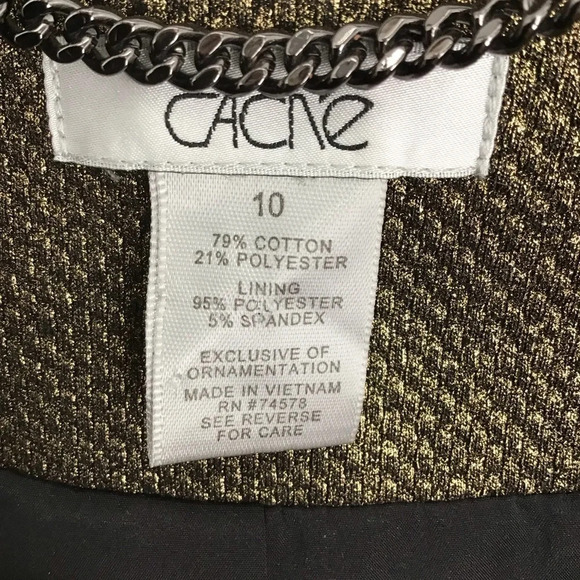 CACHé
10
79% COTTON
21% POLYESTER
LINING
95% POLYESTER
5% SPANDEX
EXCLUSIVE OF
ORNAMENTATION
MADE IN VIETNAM
RN #74578
SEE REVERSE
FOR CARE